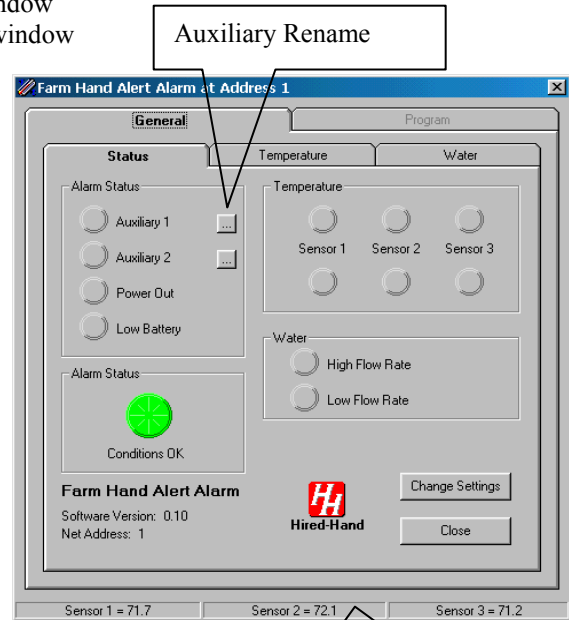 window
Auxiliary Rename
Farm Hand Alert Alarm at Address 1
General
Program
Status
Temperature
Water
Alarm Status
Auxiliary 1
...
Auxiliary 2
...
Power Out
Low Battery
Temperature
Sensor 1 Sensor 2 Sensor 3
Water
High Flow Rate
Low Flow Rate
Alarm Status
Conditions OK
Farm Hand Alert Alarm
Software Version: 0.10
Net Address: 1
HH
Hired-Hand
Change Settings
Close
Sensor 1 = 71.7
Sensor 2 = 72.1
Sensor 3 = 71.2